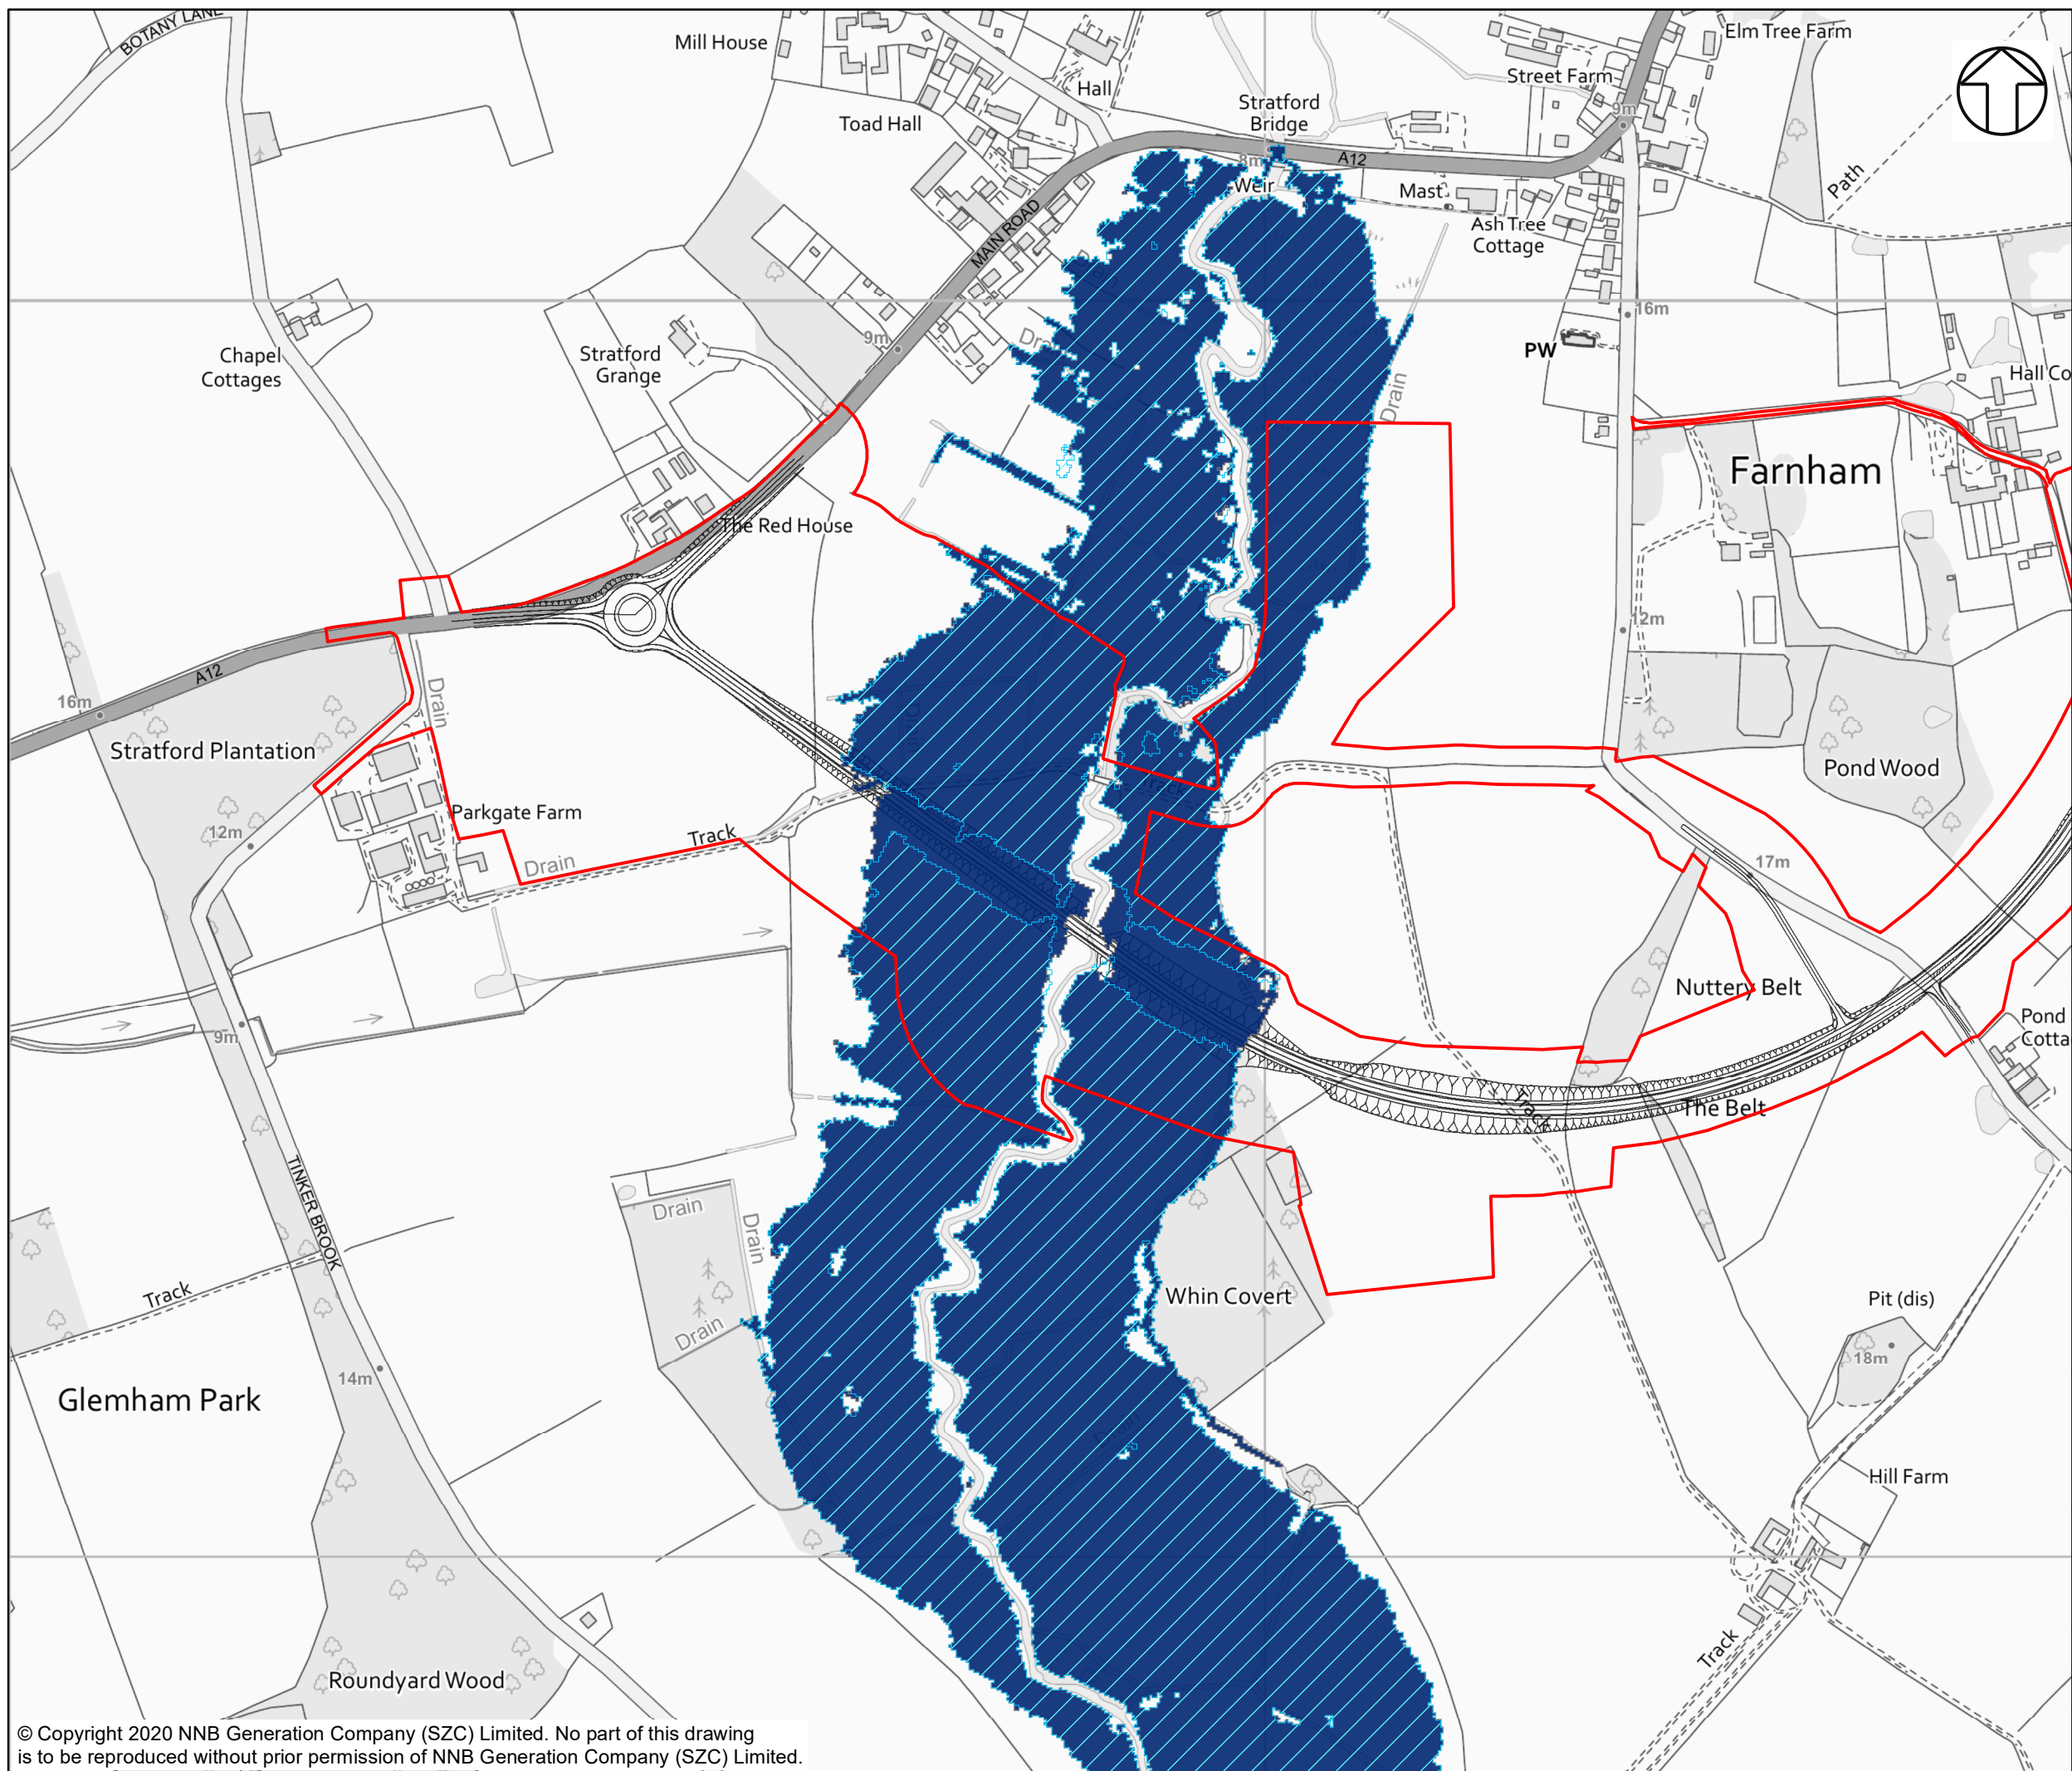 BOTANY LANE
Mill House
Elm Tree Farm
Hall
Street Farm
Stratford
Bridge
9m
Toad Hall
8m
A12
Weir
Mast
Path
Ash Tree
Cottage
MAIN ROAD
Drain
16m
9m
Drain
PW
Chapel
Cottages
Stratford
Grange
Hall Co
Drain
Farnham
The Red House
12m
A12
16m
Drain
Drain
Stratford Plantation
Pond Wood
Track
Parkgate Farm
12m
Track
Drain
17m
Nuttery Belt
9m
Pond
Cotta
Track
The Belt
TINKER BROOK
Drain
Drain
Track
Whin Covert
Pit (dis)
Drain
18m
14m
Glemham Park
Hill Farm
Track
Roundyard Wood
© Copyright 2020 NNB Generation Company (SZC) Limited. No part of this drawing
is to be reproduced without prior permission of NNB Generation Company (SZC) Limited.